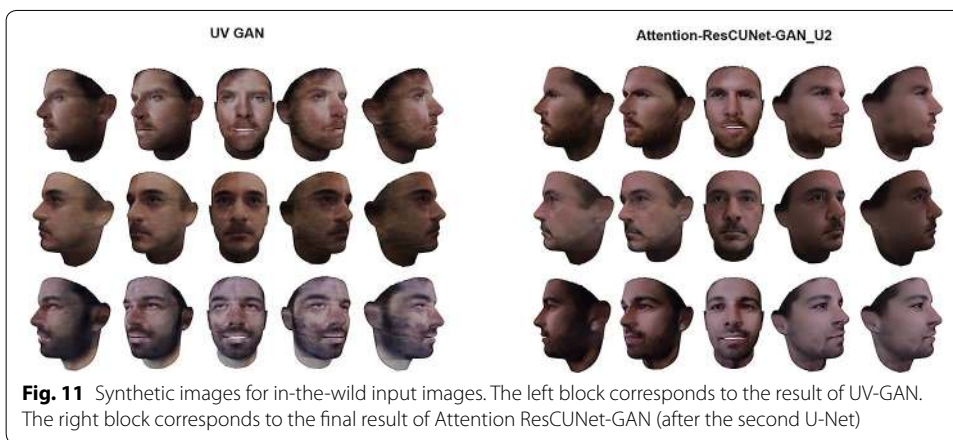 UV GAN
Attention-ResCUNet-GAN_U2
Fig. 11 Synthetic images for in-the-wild input images. The left block corresponds to the result of UV-GAN.
The right block corresponds to the final result of Attention ResCUNet-GAN (after the second U-Net)